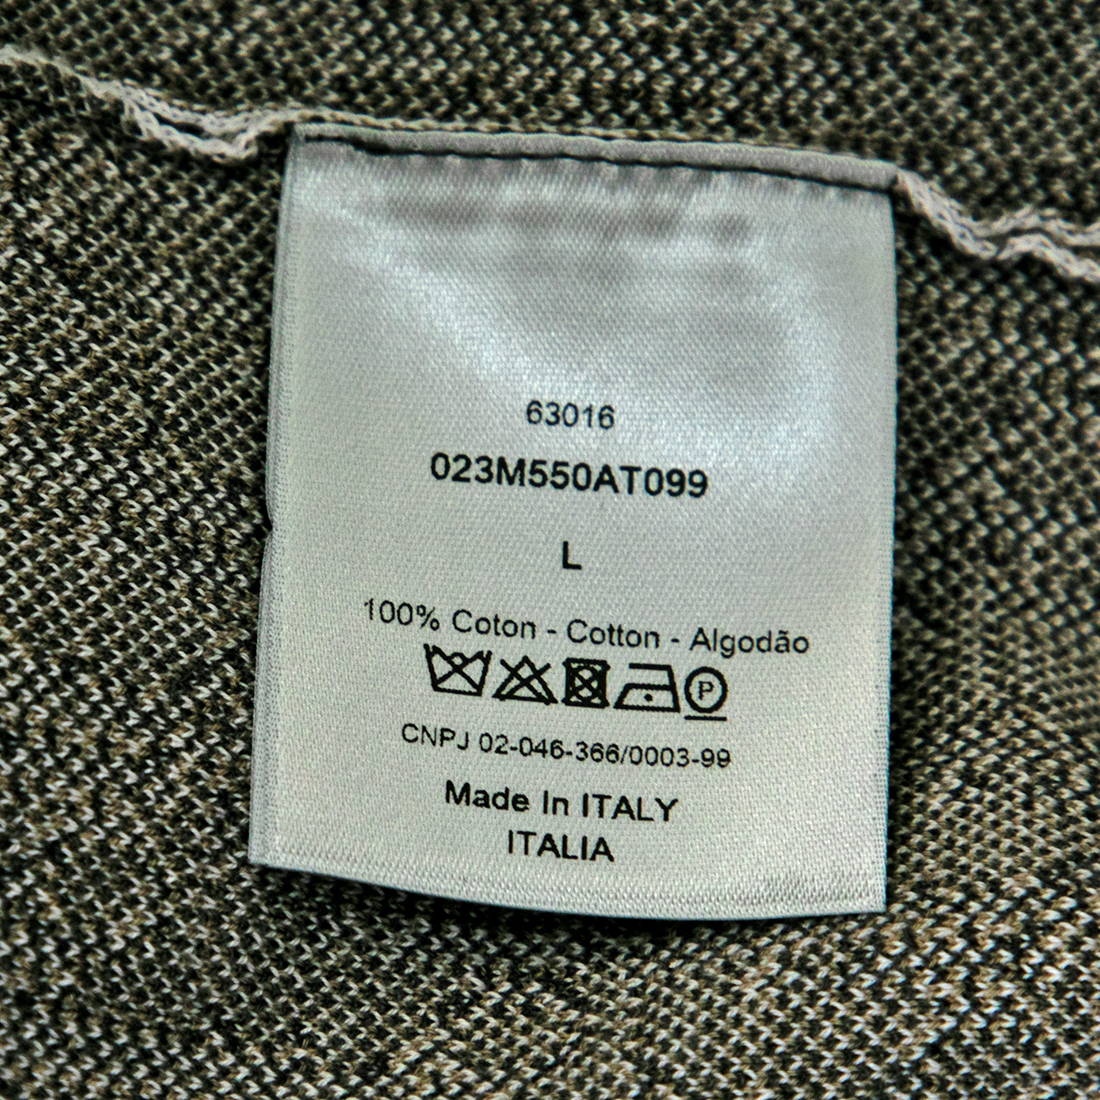 63016
023M550AT099
L
100% Coton - Cotton - Algodão
P
CNPJ 02-046-366/0003-99
Made In ITALY
ITALIA